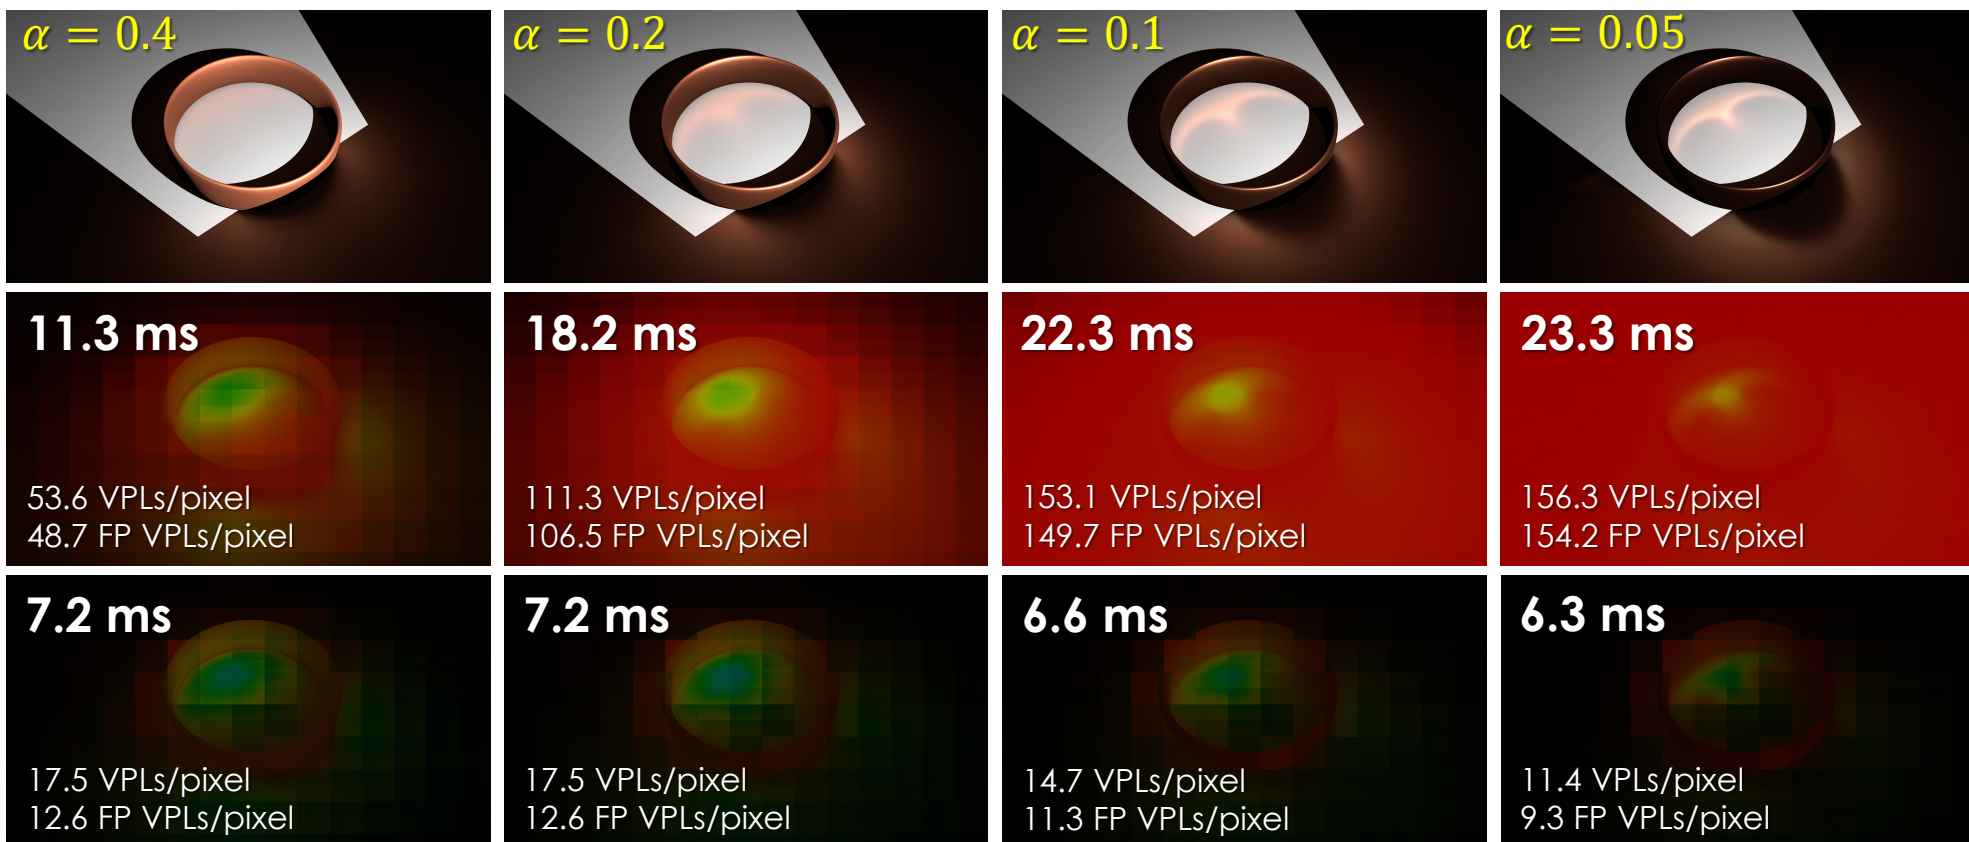 α = 0.4
α = 0.2
α = 0.1
α = 0.05
11.3 ms
18.2 ms
22.3 ms
23.3 ms
53.6 VPLs/pixel
48.7 FP VPLs/pixel
111.3 VPLs/pixel
106.5 FP VPLs/pixel
153.1 VPLs/pixel
149.7 FP VPLs/pixel
156.3 VPLs/pixel
154.2 FP VPLs/pixel
7.2 ms
7.2 ms
6.6 ms
6.3 ms
17.5 VPLs/pixel
12.6 FP VPLs/pixel
17.5 VPLs/pixel
12.6 FP VPLs/pixel
14.7 VPLs/pixel
11.3 FP VPLs/pixel
11.4 VPLs/pixel
9.3 FP VPLs/pixel